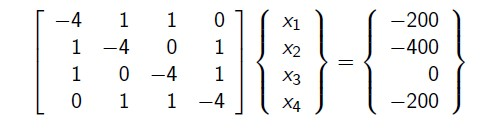 -4 1 1 0 x1 -200
1 -4 0 1 x2 = -400
1 0 -4 1 x3 0
0 1 1 -4 x4 -200